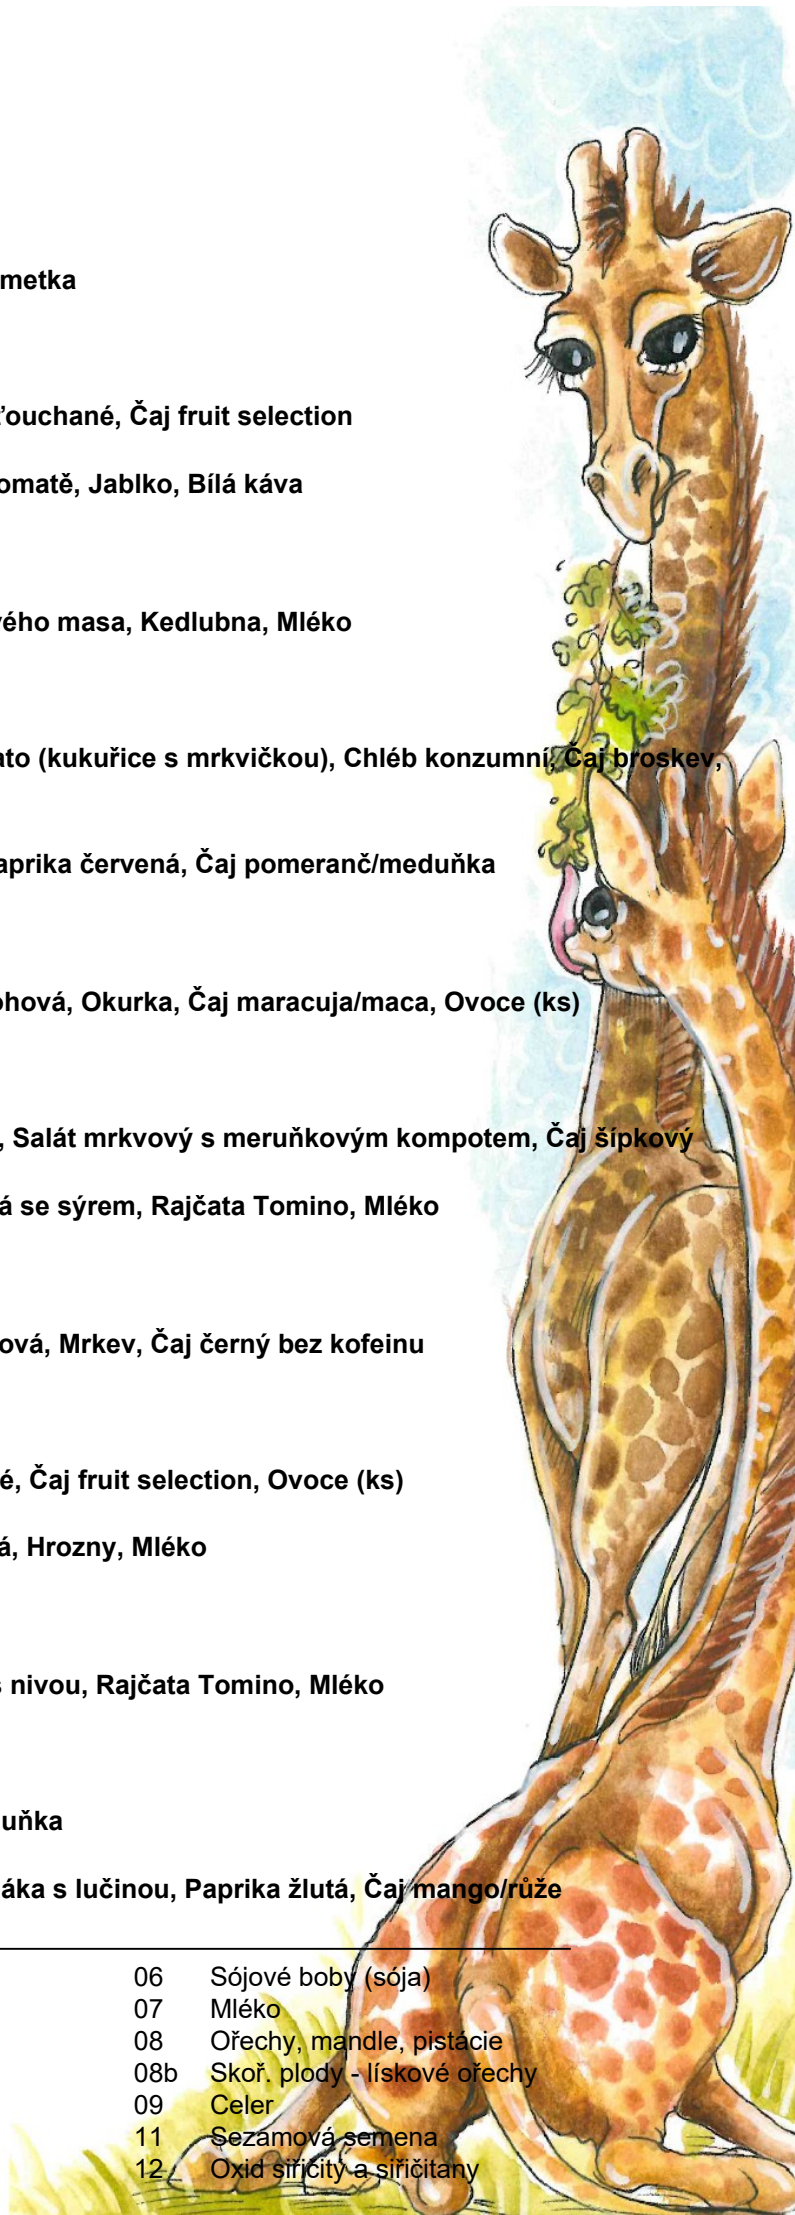 metka
ťouchané, Čaj fruit selection
omatě, Jablko, Bílá káva
vého masa, Kedlubna, Mléko
ato (kukuřice s mrkvičkou), Chléb konzumní, Čaj broskev,
aprika červená, Čaj pomeranč/meduňka
ohová, Okurka, Čaj maracuja/maca, Ovoce (ks)
, Salát mrkvový s meruňkovým kompotem, Čaj šípkový
á se sýrem, Rajčata Tomino, Mléko
ová, Mrkev, Čaj černý bez kofeinu
é, Čaj fruit selection, Ovoce (ks)
á, Hrozny, Mléko
s nivou, Rajčata Tomino, Mléko
uňka
áka s lučinou, Paprika žlutá, Čaj mango/růže
06 Sójové boby (sója)
07 Mléko
08 Ořechy, mandle, pistácie
08b Skoř. plody - lískové ořechy
09 Celer
11 Sezamová semena
12 Oxid siřičitý a siřičitany